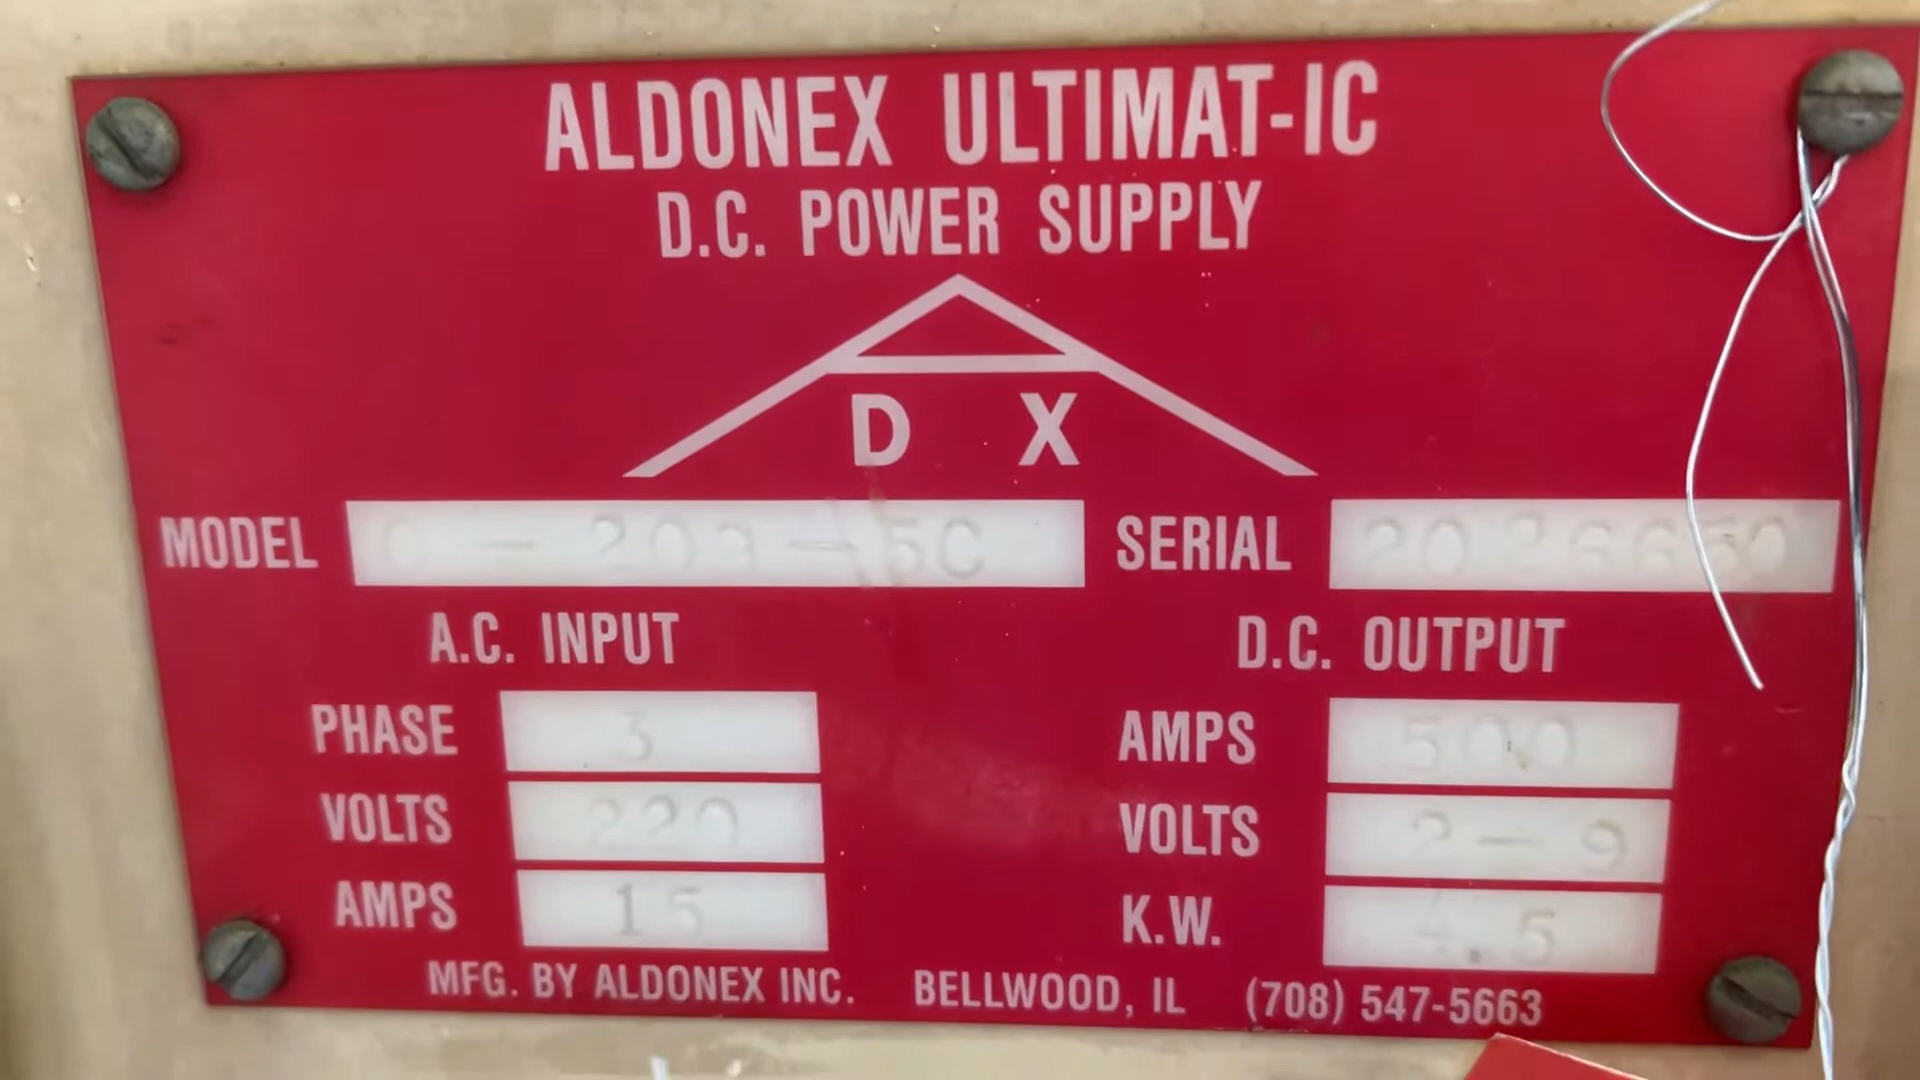 ALDONEX ULTIMAT-IC
D.C. POWER SUPPLY
D X
MODEL SERIAL
A.C. INPUT D.C. OUTPUT
PHASE 3 AMPS 500
VOLTS 220 VOLTS 2-9
AMPS 15 K.W. 4.5
MFG. BY ALDONEX INC. BELLWOOD, IL (708) 547-5663